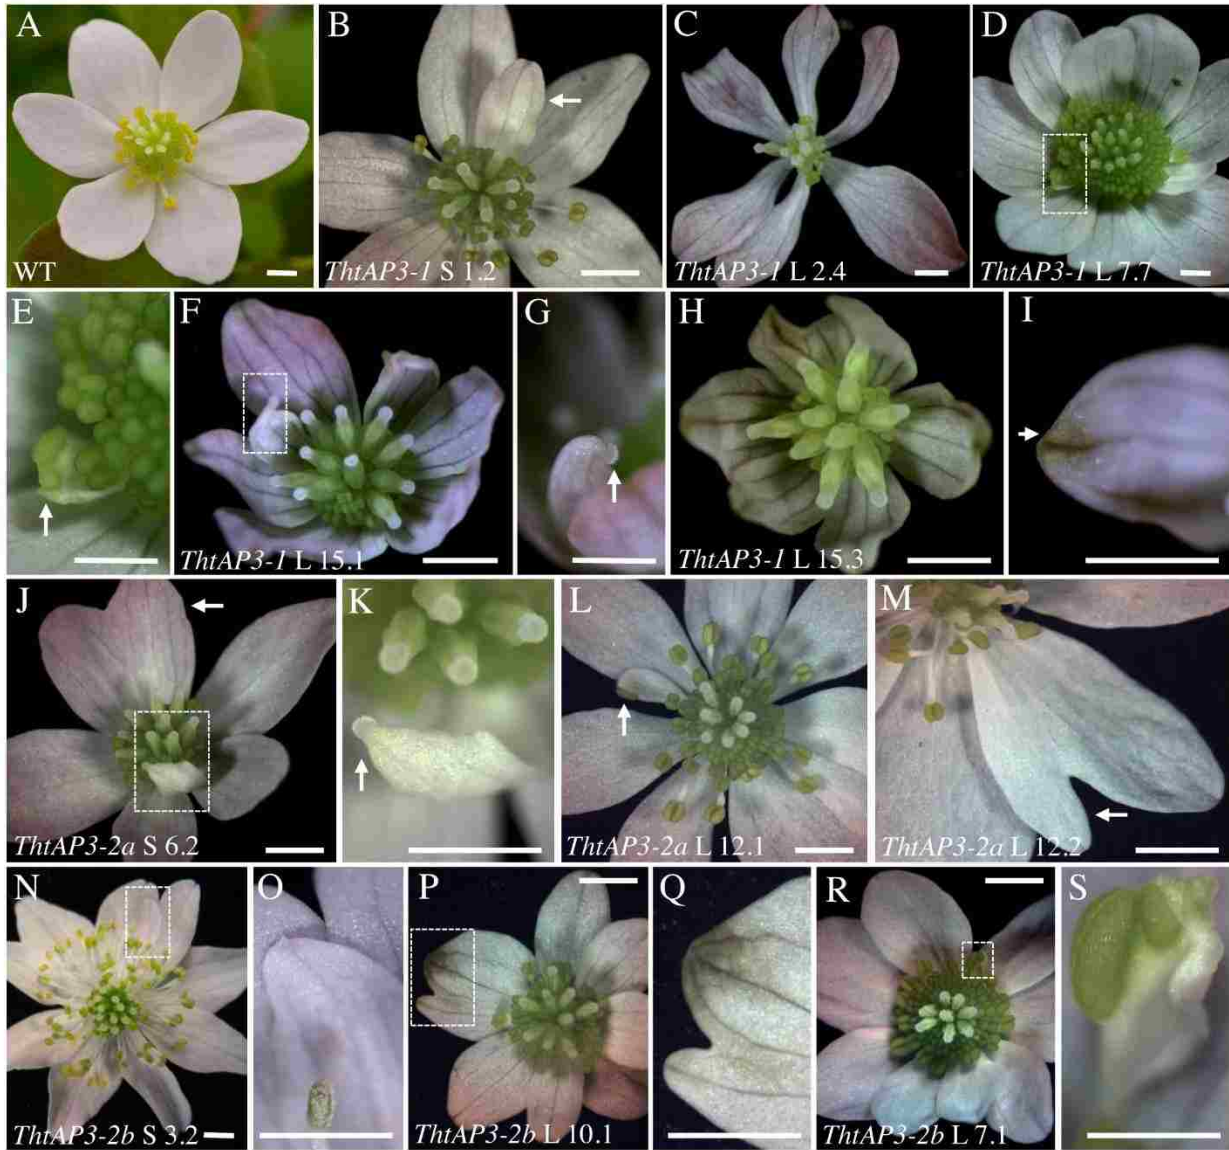 A
B
C
D
WT
ThtAP3-1 S 1.2
ThtAP3-1 L 2.4
ThtAP3-1 L 7.7
E
F
G
H
I
ThtAP3-1 L 15.1
ThtAP3-1 L 15.3
J
K
L
M
ThtAP3-2a S 6.2
ThtAP3-2a L 12.1
ThtAP3-2a L 12.2
N
O
P
Q
R
S
ThtAP3-2b S 3.2
ThtAP3-2b L 10.1
ThtAP3-2b L 7.1